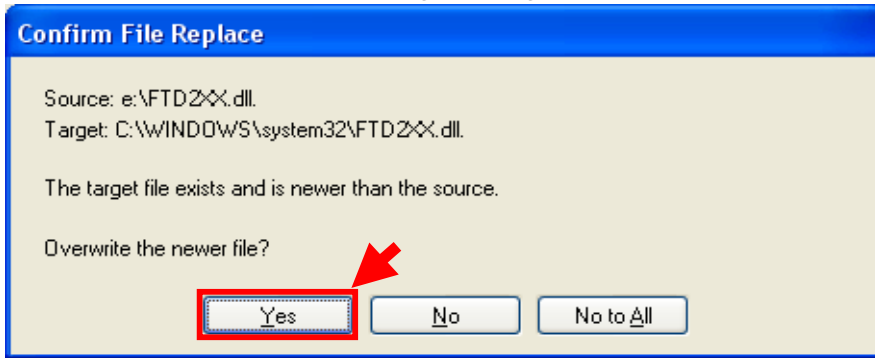 Confirm File Replace
Source: e:\FTD2XX.dll.
Target: C:\WINDOWS\system32\FTD2XX.dll.
The target file exists and is newer than the source.
Overwrite the newer file?
Yes No No to All